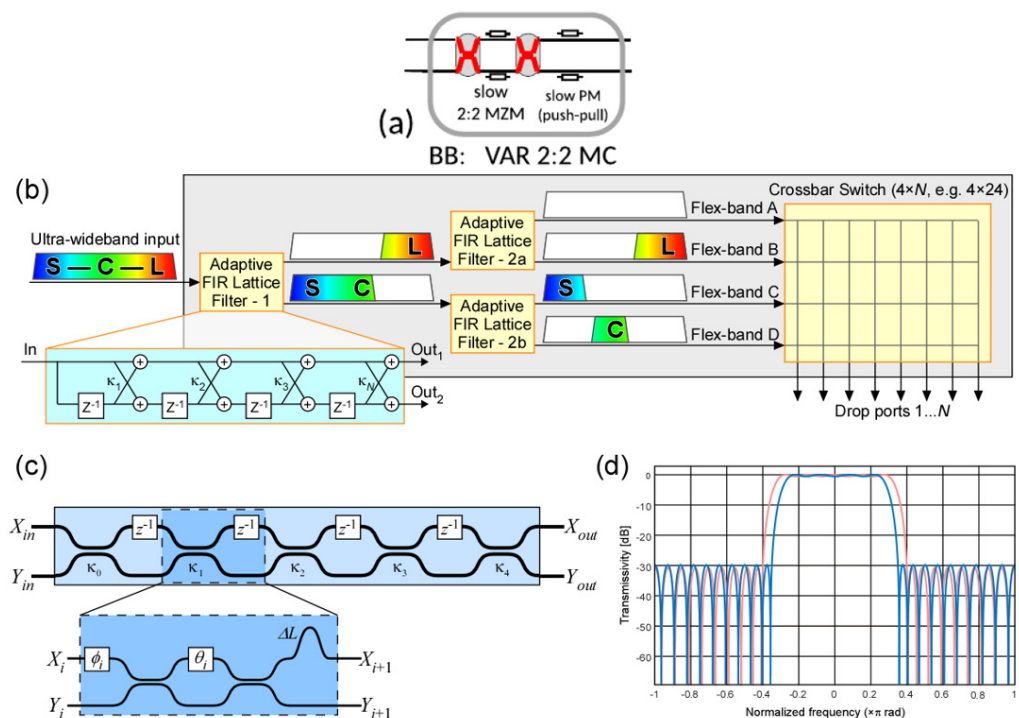 slow
2:2 MZM
slow PM
(push-pull)
(a)
BB: VAR 2:2 MC
(b)
Crossbar Switch (4×N, e.g. 4×24)
Ultra-wideband input
S — C — L
Adaptive
FIR Lattice
Filter - 1
L
S C
Adaptive
FIR Lattice
Filter - 2a
Adaptive
FIR Lattice
Filter - 2b
Flex-band A
L
Flex-band B
S
Flex-band C
C
Flex-band D
In
κ1
κ2
κ3
κN
Z-1
Z-1
Z-1
Z-1
+
+
+
+
+
+
+
+
Out1
Out2
Drop ports 1...N
(c)
Xin
z-1
z-1
z-1
z-1
Xout
Yin
κ0
κ1
κ2
κ3
κ4
Yout
ΔL
Xi
ϕi
θi
Xi+1
Yi
Yi+1
(d)
Transmissivity [dB]
0
-10
-20
-30
-40
-50
-60
-1
-0.8
-0.6
-0.4
-0.2
0
0.2
0.4
0.6
0.8
1
Normalized frequency (×π rad)